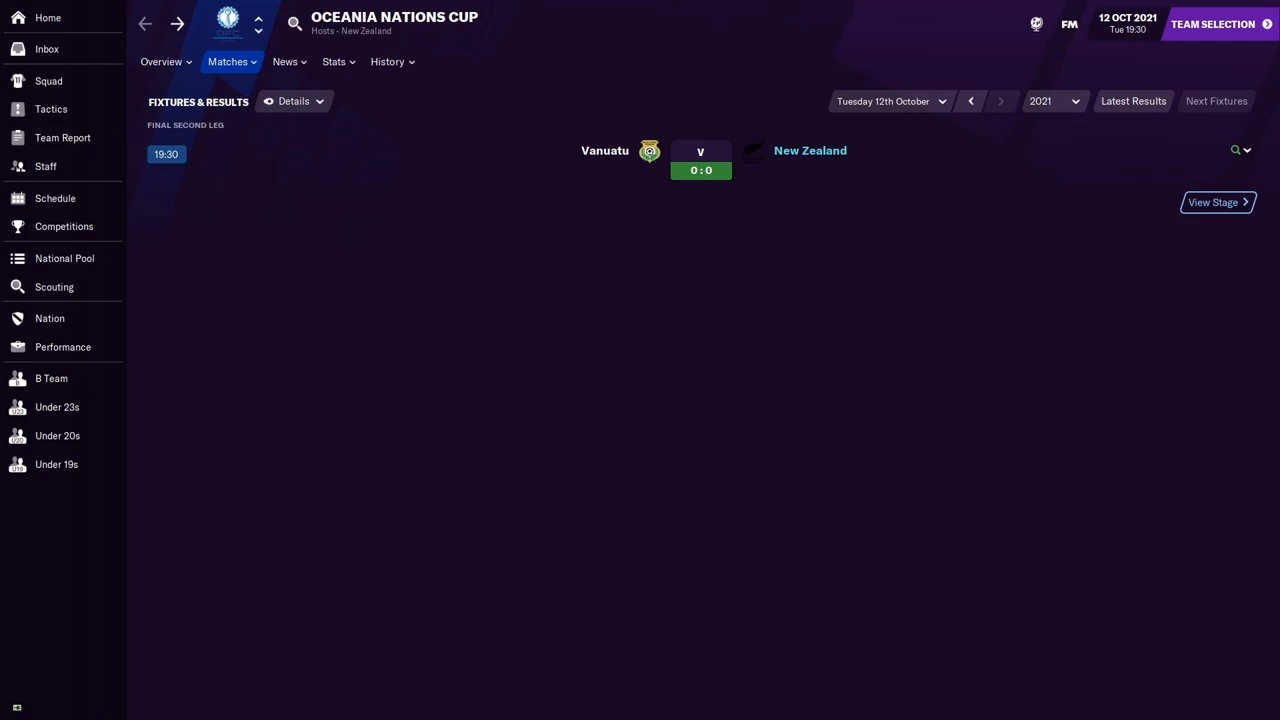 Home
Inbox
Squad
Tactics
Team Report
Staff
Schedule
Competitions
National Pool
Scouting
Nation
Performance
B Team
Under 23s
Under 20s
Under 19s
OCEANIA NATIONS CUP
Hosts - New Zealand
FM
12 OCT 2021
Tue 19:30
TEAM SELECTION
Overview
Matches
News
Stats
History
FIXTURES & RESULTS
Details
Tuesday 12th October
2021
Latest Results
Next Fixtures
FINAL SECOND LEG
19:30
Vanuatu
v
New Zealand
0 : 0
View Stage